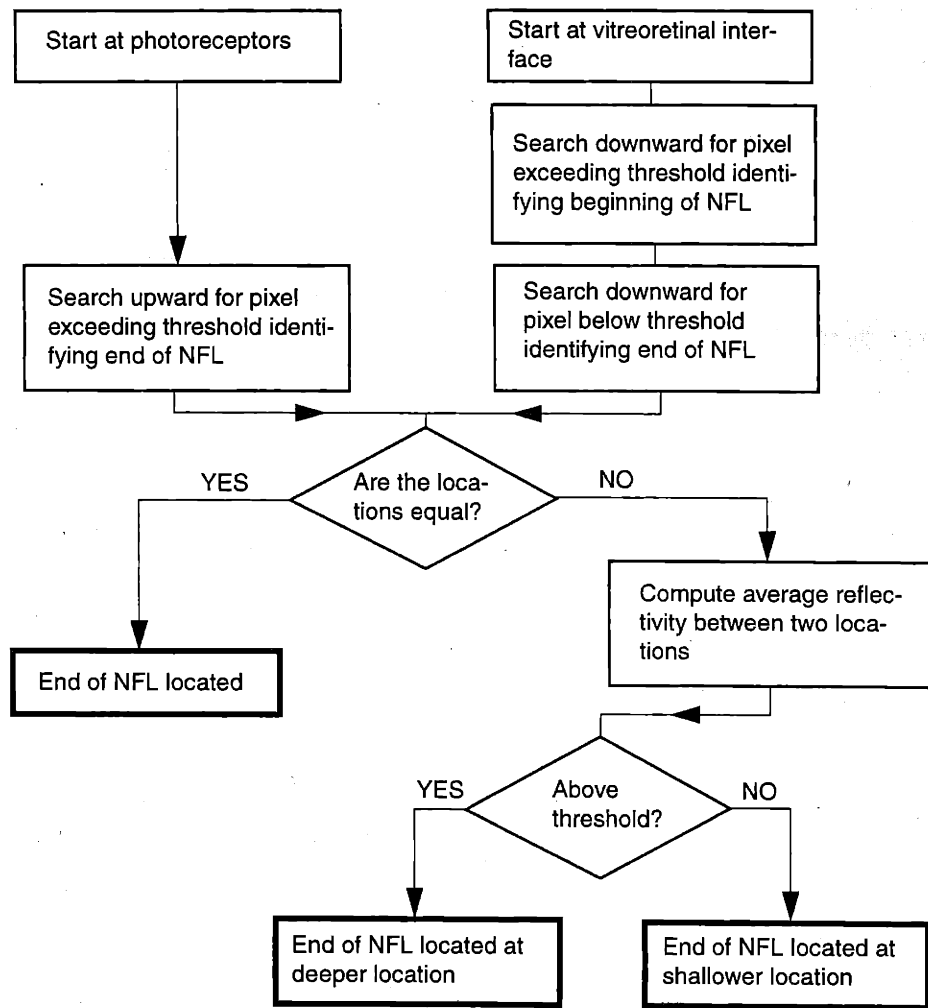 Start at photoreceptors
Start at vitreoretinal inter-
face
Search downward for pixel
exceeding threshold identi-
fying beginning of NFL
Search upward for pixel
exceeding threshold identi-
fying end of NFL
Search downward for
pixel below threshold
identifying end of NFL
YES
Are the loca-
tions equal?
NO
Compute average reflec-
tivity between two loca-
tions
End of NFL located
YES
Above
threshold?
NO
End of NFL located at
deeper location
End of NFL located at
shallower location